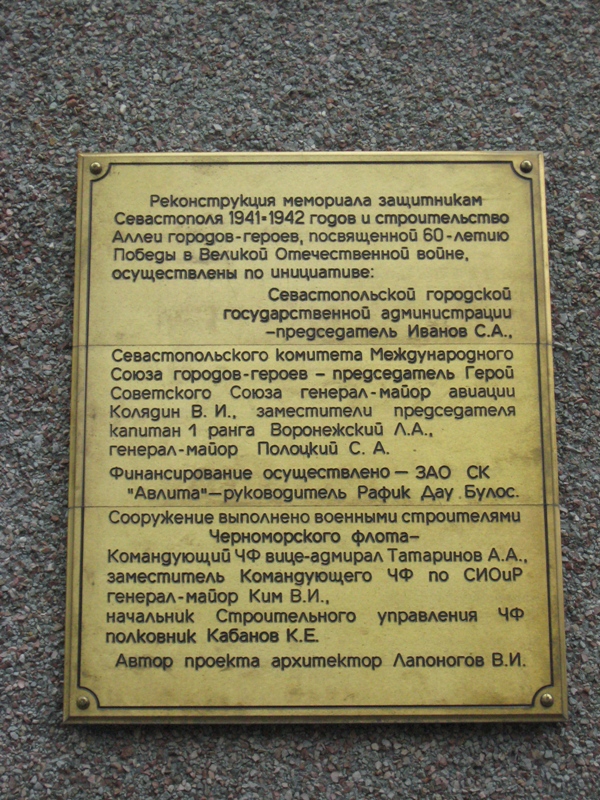 Реконструкция мемориала защитникам
Севастополя 1941-1942 годов и строительство
Аллеи городов-героев, посвященной 60-летию
Победы в Великой Отечественной войне,
осуществлены по инициативе:
Севастопольской городской
государственной администрации
–председатель Иванов С.А.,
Севастопольского комитета Международного
Союза городов-героев – председатель Герой
Советского Союза генерал-майор авиации
Колядин В. И., заместители председателя
капитан 1 ранга Воронежский Л.А.,
генерал-майор Полоцкий С. А.
Финансирование осуществлено – ЗАО СК
"Авлита"–руководитель Рафик Дау Булос.
Сооружение выполнено военными строителями
Черноморского флота–
Командующий ЧФ вице-адмирал Татаринов А.А.,
заместитель Командующего ЧФ по СИОиР
генерал-майор Ким В.И.,
начальник Строительного управления ЧФ
полковник Кабанов К.Е.
Автор проекта архитектор Лапоногов В.И.